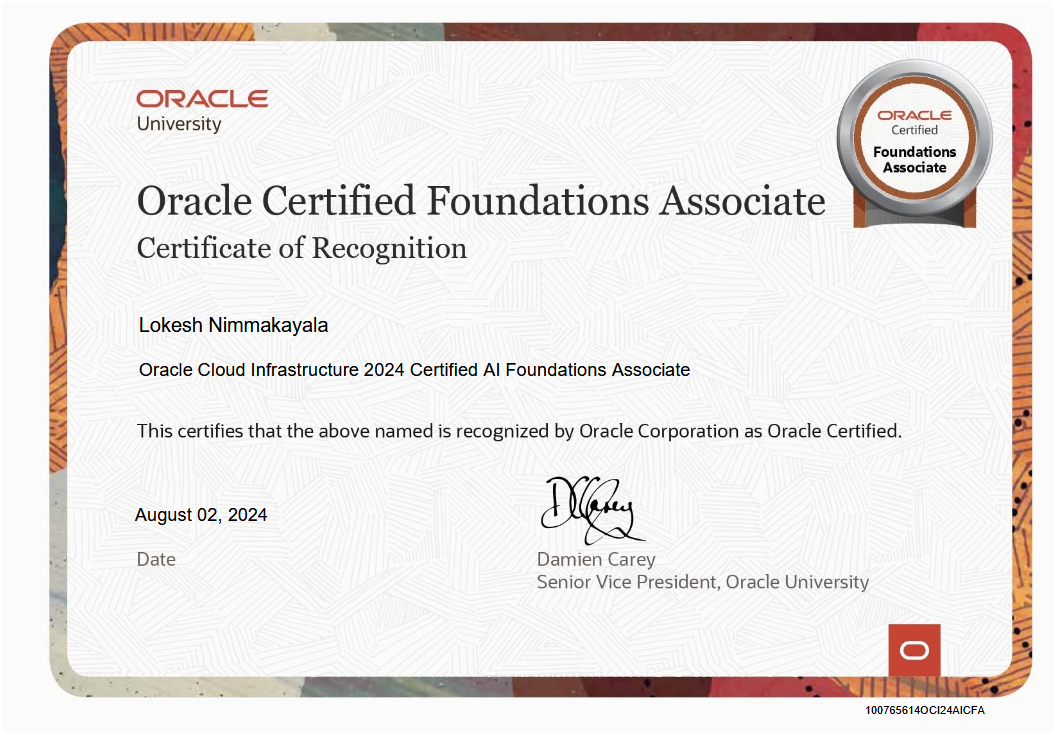 ORACLE
University
ORACLE
Certified
Foundations
Associate
Oracle Certified Foundations Associate
Certificate of Recognition
Lokesh Nimmakayala
Oracle Cloud Infrastructure 2024 Certified AI Foundations Associate
This certifies that the above named is recognized by Oracle Corporation as Oracle Certified.
DCarey
August 02, 2024
Date
Damien Carey
Senior Vice President, Oracle University
100765614OCI24AICFA